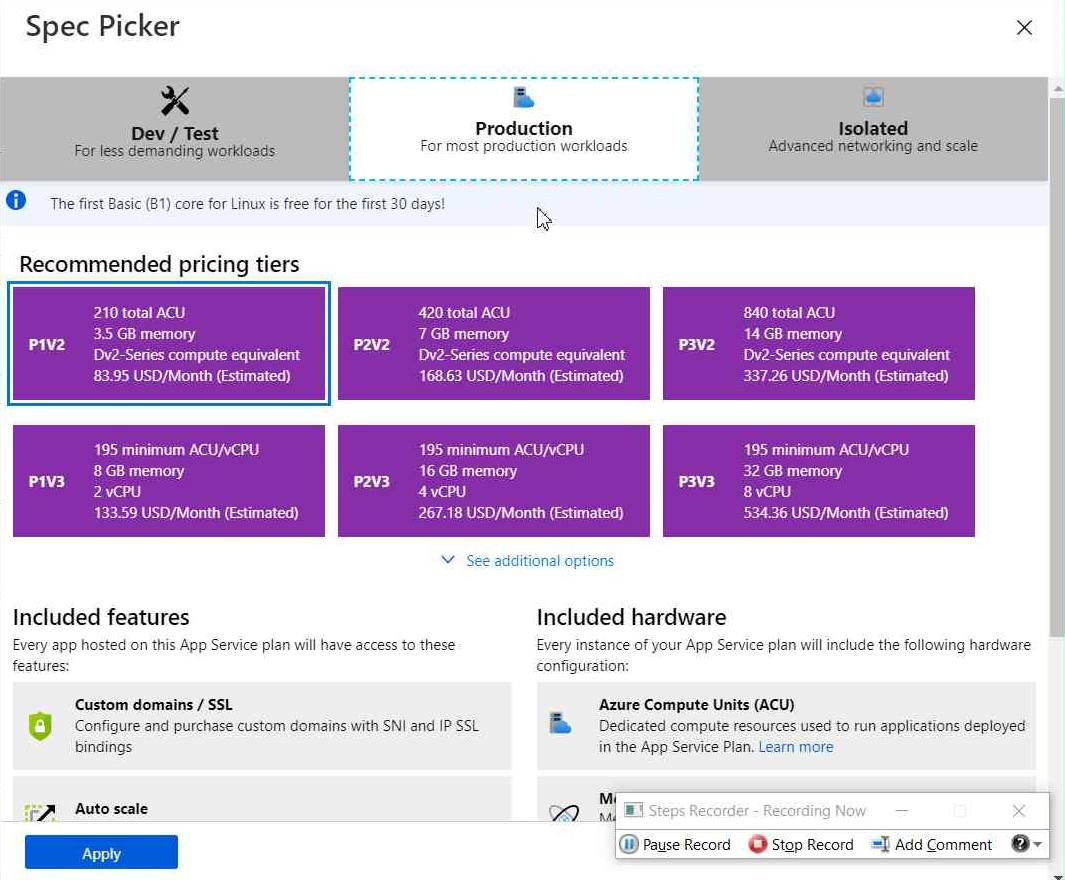 Spec Picker
Dev / Test
For less demanding workloads
Production
For most production workloads
Isolated
Advanced networking and scale
The first Basic (B1) core for Linux is free for the first 30 days!
Recommended pricing tiers
P1V2
210 total ACU
3.5 GB memory
Dv2-Series compute equivalent
83.95 USD/Month (Estimated)
P2V2
420 total ACU
7 GB memory
Dv2-Series compute equivalent
168.63 USD/Month (Estimated)
P3V2
840 total ACU
14 GB memory
Dv2-Series compute equivalent
337.26 USD/Month (Estimated)
P1V3
195 minimum ACU/vCPU
8 GB memory
2 vCPU
133.59 USD/Month (Estimated)
P2V3
195 minimum ACU/vCPU
16 GB memory
4 vCPU
267.18 USD/Month (Estimated)
P3V3
195 minimum ACU/vCPU
32 GB memory
8 vCPU
534.36 USD/Month (Estimated)
See additional options
Included features
Every app hosted on this App Service plan will have access to these
features:
Custom domains / SSL
Configure and purchase custom domains with SNI and IP SSL
bindings
Auto scale
Included hardware
Every instance of your App Service plan will include the following hardware
configuration:
Azure Compute Units (ACU)
Dedicated compute resources used to run applications deployed
in the App Service Plan. Learn more
Steps Recorder - Recording Now
Pause Record
Stop Record
Add Comment
Apply